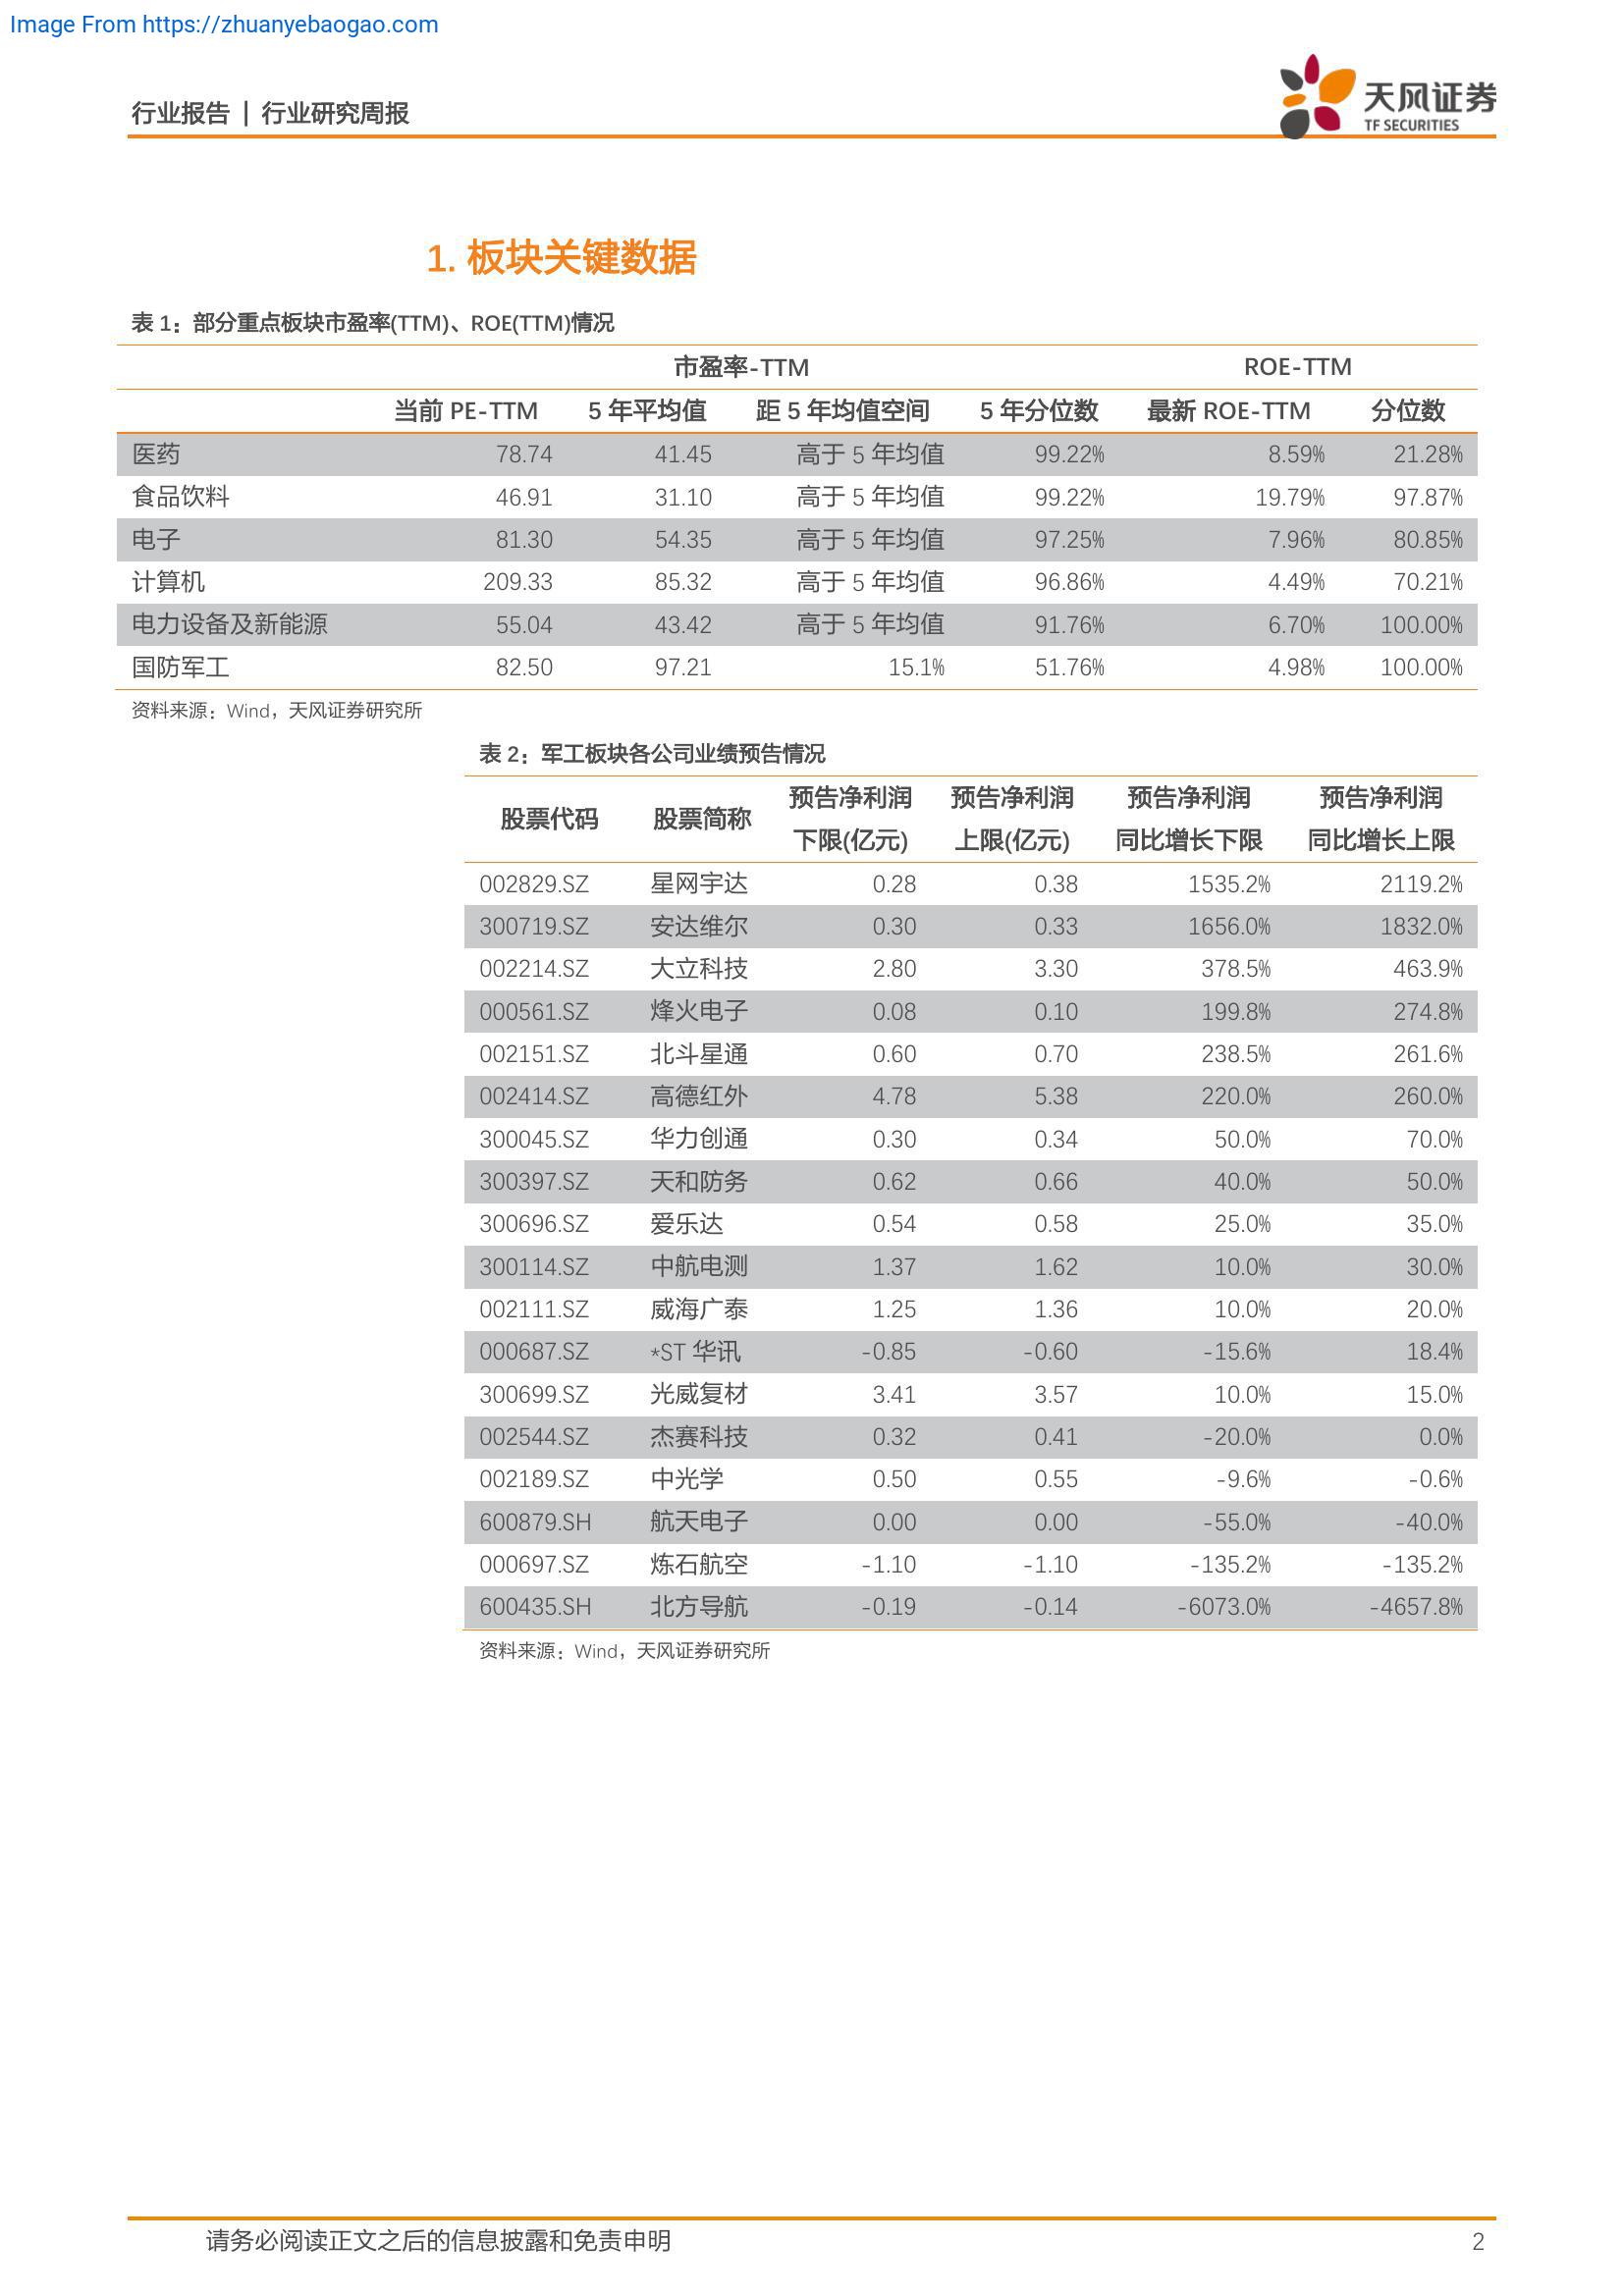 Image From https://zhuanyebaogao.com
行业报告 | 行业研究周报
天风证券
TF SECURITIES
1. 板块关键数据
表 1：部分重点板块市盈率(TTM)、ROE(TTM)情况
市盈率-TTM ROE-TTM
当前 PE-TTM 5 年平均值 距 5 年均值空间 5 年分位数 最新 ROE-TTM 分位数
医药 78.74 41.45 高于 5 年均值 99.22% 8.59% 21.28%
食品饮料 46.91 31.10 高于 5 年均值 99.22% 19.79% 97.87%
电子 81.30 54.35 高于 5 年均值 97.25% 7.96% 80.85%
计算机 209.33 85.32 高于 5 年均值 96.86% 4.49% 70.21%
电力设备及新能源 55.04 43.42 高于 5 年均值 91.76% 6.70% 100.00%
国防军工 82.50 97.21 15.1% 51.76% 4.98% 100.00%
资料来源：Wind，天风证券研究所
表 2：军工板块各公司业绩预告情况
股票代码 股票简称 预告净利润 预告净利润 预告净利润 预告净利润
下限(亿元) 上限(亿元) 同比增长下限 同比增长上限
002829.SZ 星网宇达 0.28 0.38 1535.2% 2119.2%
300719.SZ 安达维尔 0.30 0.33 1656.0% 1832.0%
002214.SZ 大立科技 2.80 3.30 378.5% 463.9%
000561.SZ 烽火电子 0.08 0.10 199.8% 274.8%
002151.SZ 北斗星通 0.60 0.70 238.5% 261.6%
002414.SZ 高德红外 4.78 5.38 220.0% 260.0%
300045.SZ 华力创通 0.30 0.34 50.0% 70.0%
300397.SZ 天和防务 0.62 0.66 40.0% 50.0%
300696.SZ 爱乐达 0.54 0.58 25.0% 35.0%
300114.SZ 中航电测 1.37 1.62 10.0% 30.0%
002111.SZ 威海广泰 1.25 1.36 10.0% 20.0%
000687.SZ *ST 华讯 -0.85 -0.60 -15.6% 18.4%
300699.SZ 光威复材 3.41 3.57 10.0% 15.0%
002544.SZ 杰赛科技 0.32 0.41 -20.0% 0.0%
002189.SZ 中光学 0.50 0.55 -9.6% -0.6%
600879.SH 航天电子 0.00 0.00 -55.0% -40.0%
000697.SZ 炼石航空 -1.10 -1.10 -135.2% -135.2%
600435.SH 北方导航 -0.19 -0.14 -6073.0% -4657.8%
资料来源：Wind，天风证券研究所
请务必阅读正文之后的信息披露和免责申明 2